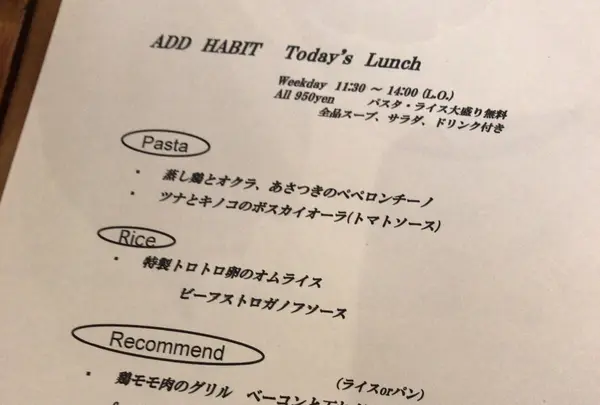 ADD HABIT Today's Lunch
Weekday 11:30 ～ 14:00 (L.O.)
All 950yen パスタ・ライス大盛り無料
全品スープ、サラダ、ドリンク付き
Pasta
・ 蒸し鶏とオクラ、あさつきのペペロンチーノ
・ ツナとキノコのボスカイオーラ(トマトソース)
Rice
・ 特製トロトロ卵のオムライス
ビーフストロガノフソース
Recommend
(ライスorパン)
・ 鶏モモ肉のグリル ベーコンと